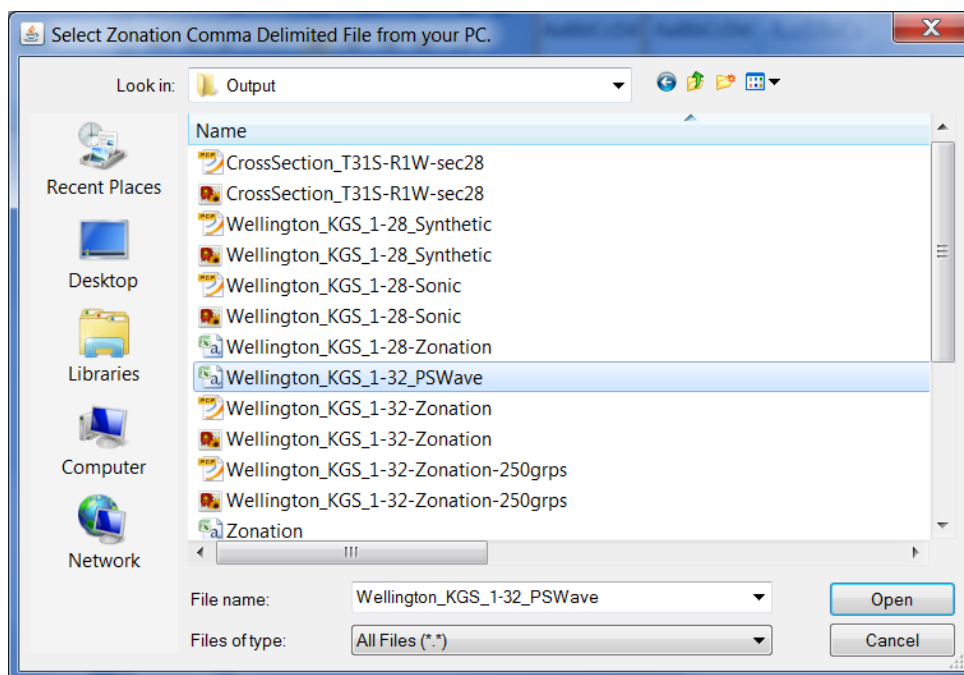 Select Zonation Comma Delimited File from your PC.
Look in:
Output
Recent Places
Desktop
Libraries
Computer
Network
Name
CrossSection_T31S-R1W-sec28
CrossSection_T31S-R1W-sec28
Wellington_KGS_1-28_Synthetic
Wellington_KGS_1-28_Synthetic
Wellington_KGS_1-28-Sonic
Wellington_KGS_1-28-Sonic
Wellington_KGS_1-28-Zonation
Wellington_KGS_1-32_PSWave
Wellington_KGS_1-32-Zonation
Wellington_KGS_1-32-Zonation
Wellington_KGS_1-32-Zonation-250grps
Wellington_KGS_1-32-Zonation-250grps
Zonation
File name:
Wellington_KGS_1-32_PSWave
Open
Files of type:
All Files (*.*)
Cancel